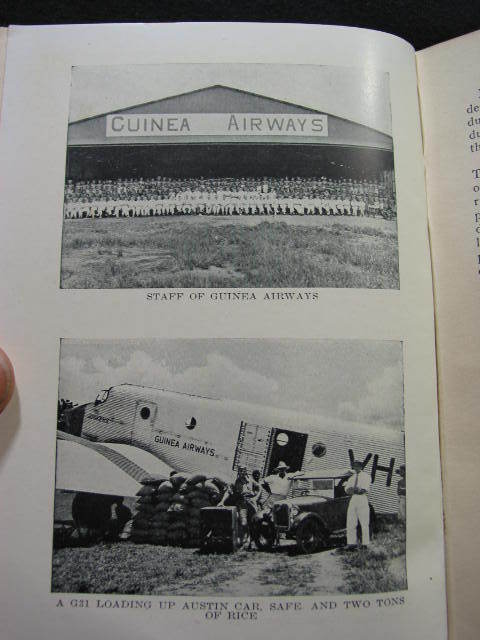 GUINEA AIRWAYS
STAFF OF GUINEA AIRWAYS
GUINEA AIRWAYS
VH
A G31 LOADING UP AUSTIN CAR, SAFE AND TWO TONS
OF RICE